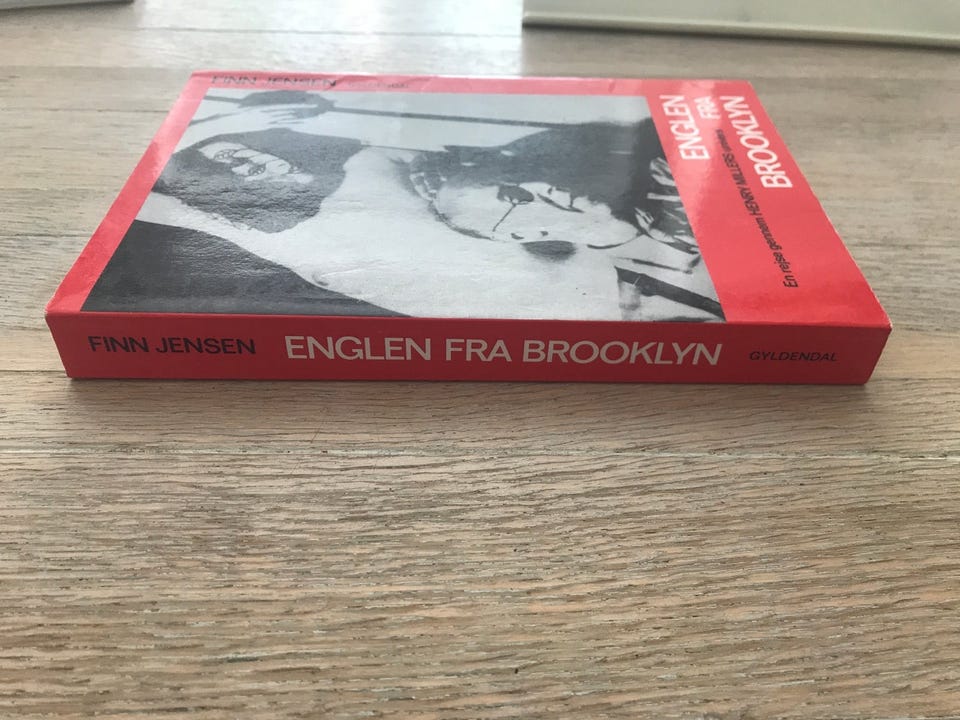 FINN JENSEN
ENGLEN
FRA
BROOKLYN
En rejse gennem HENRY MILLERS
FINN JENSEN ENGLEN FRA BROOKLYN GYLDENDAL